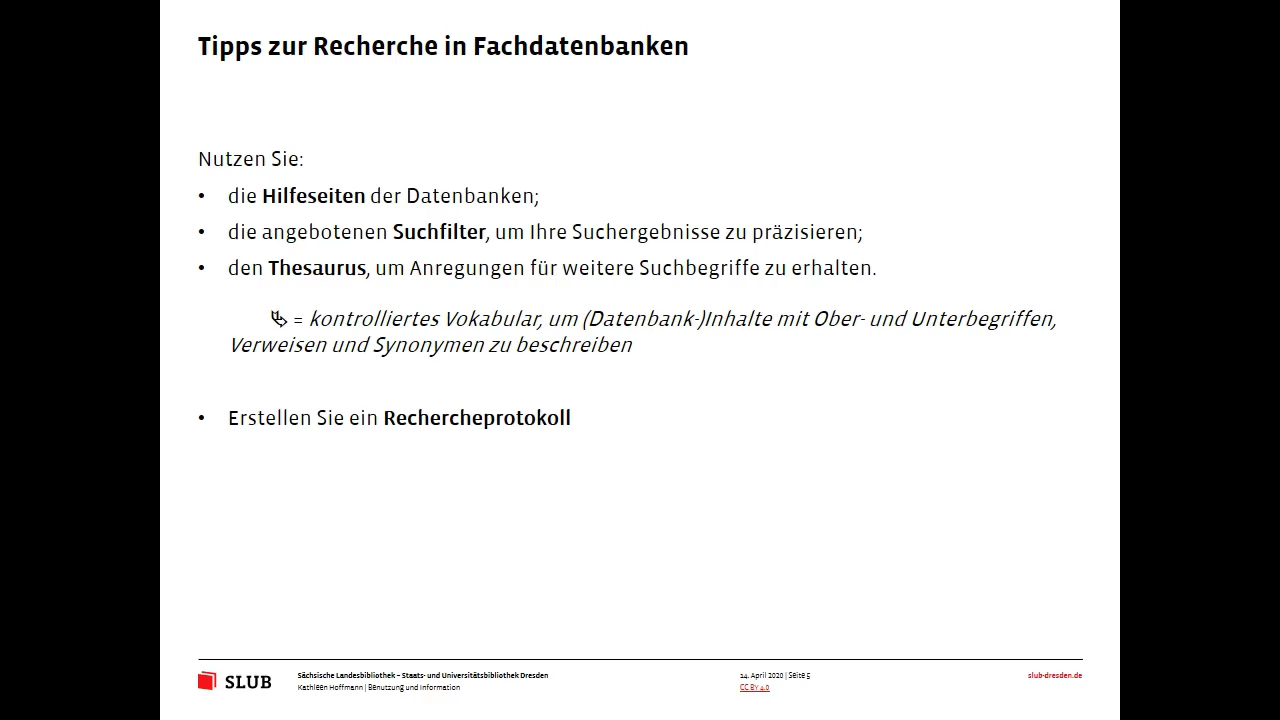 Tipps zur Recherche in Fachdatenbanken
Nutzen Sie:
• die Hilfeseiten der Datenbanken;
• die angebotenen Suchfilter, um Ihre Suchergebnisse zu präzisieren;
• den Thesaurus, um Anregungen für weitere Suchbegriffe zu erhalten.
= kontrolliertes Vokabular, um (Datenbank-)Inhalte mit Ober- und Unterbegriffen,
Verweisen und Synonymen zu beschreiben
• Erstellen Sie ein Rechercheprotokoll
SLUB
Sächsische Landesbibliothek – Staats- und Universitätsbibliothek Dresden
Kathleen Hoffmann | Benutzung und Information
24. April 2020 | Seite 5
CC BY 4.0
slub-dresden.de